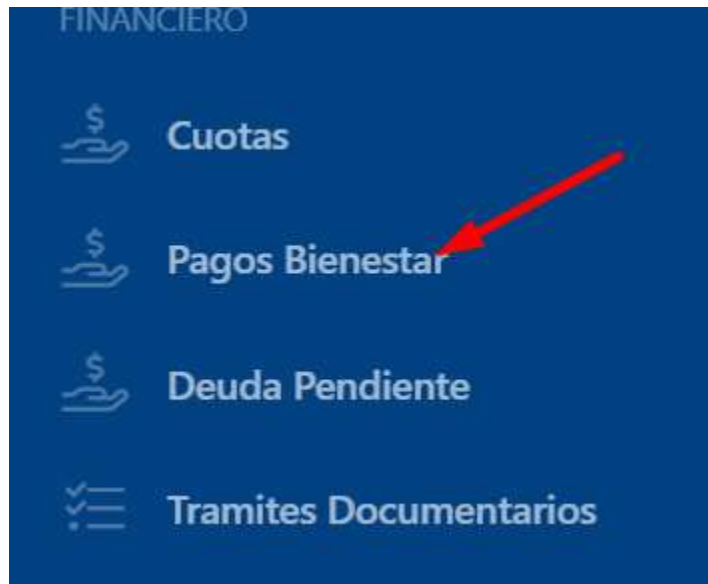 FINANCIERO
Cuotas
Pagos Bienestar
Deuda Pendiente
Tramites Documentarios